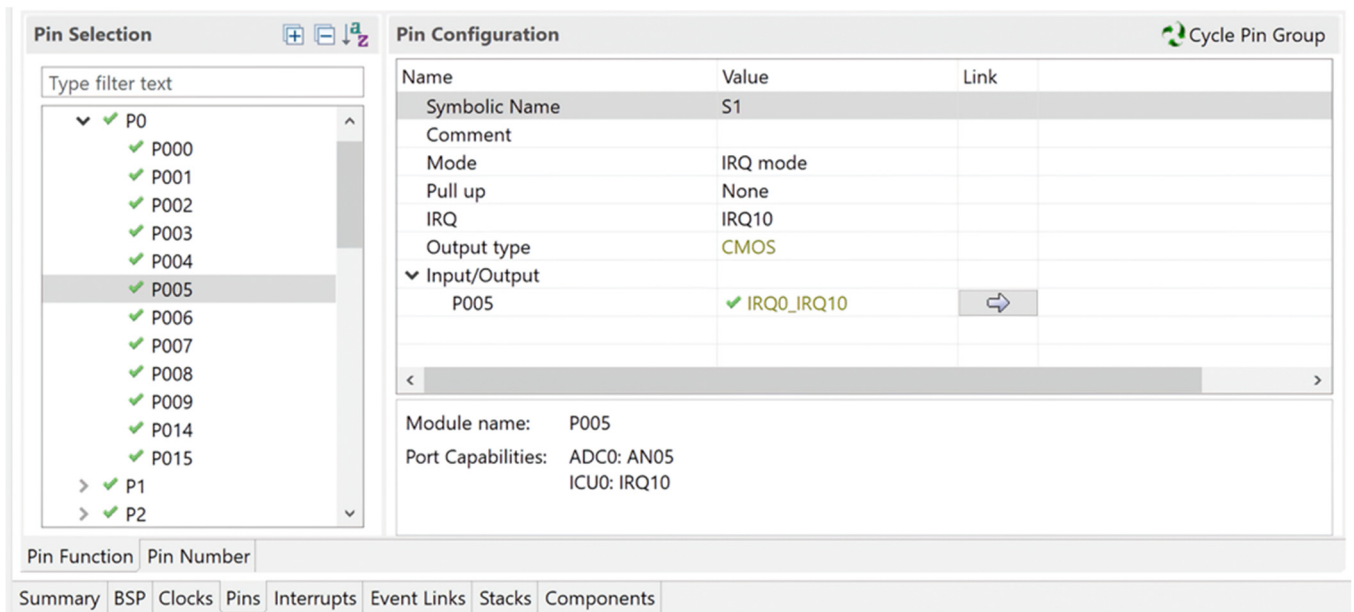 Pin Selection
Type filter text
P0
P000
P001
P002
P003
P004
P005
P006
P007
P008
P009
P014
P015
P1
P2
Pin Configuration
Cycle Pin Group
Name Value Link
Symbolic Name S1
Comment
Mode IRQ mode
Pull up None
IRQ IRQ10
Output type CMOS
Input/Output
P005 IRQ0_IRQ10
Module name: P005
Port Capabilities: ADC0: AN05
ICU0: IRQ10
Pin Function Pin Number
Summary BSP Clocks Pins Interrupts Event Links Stacks Components